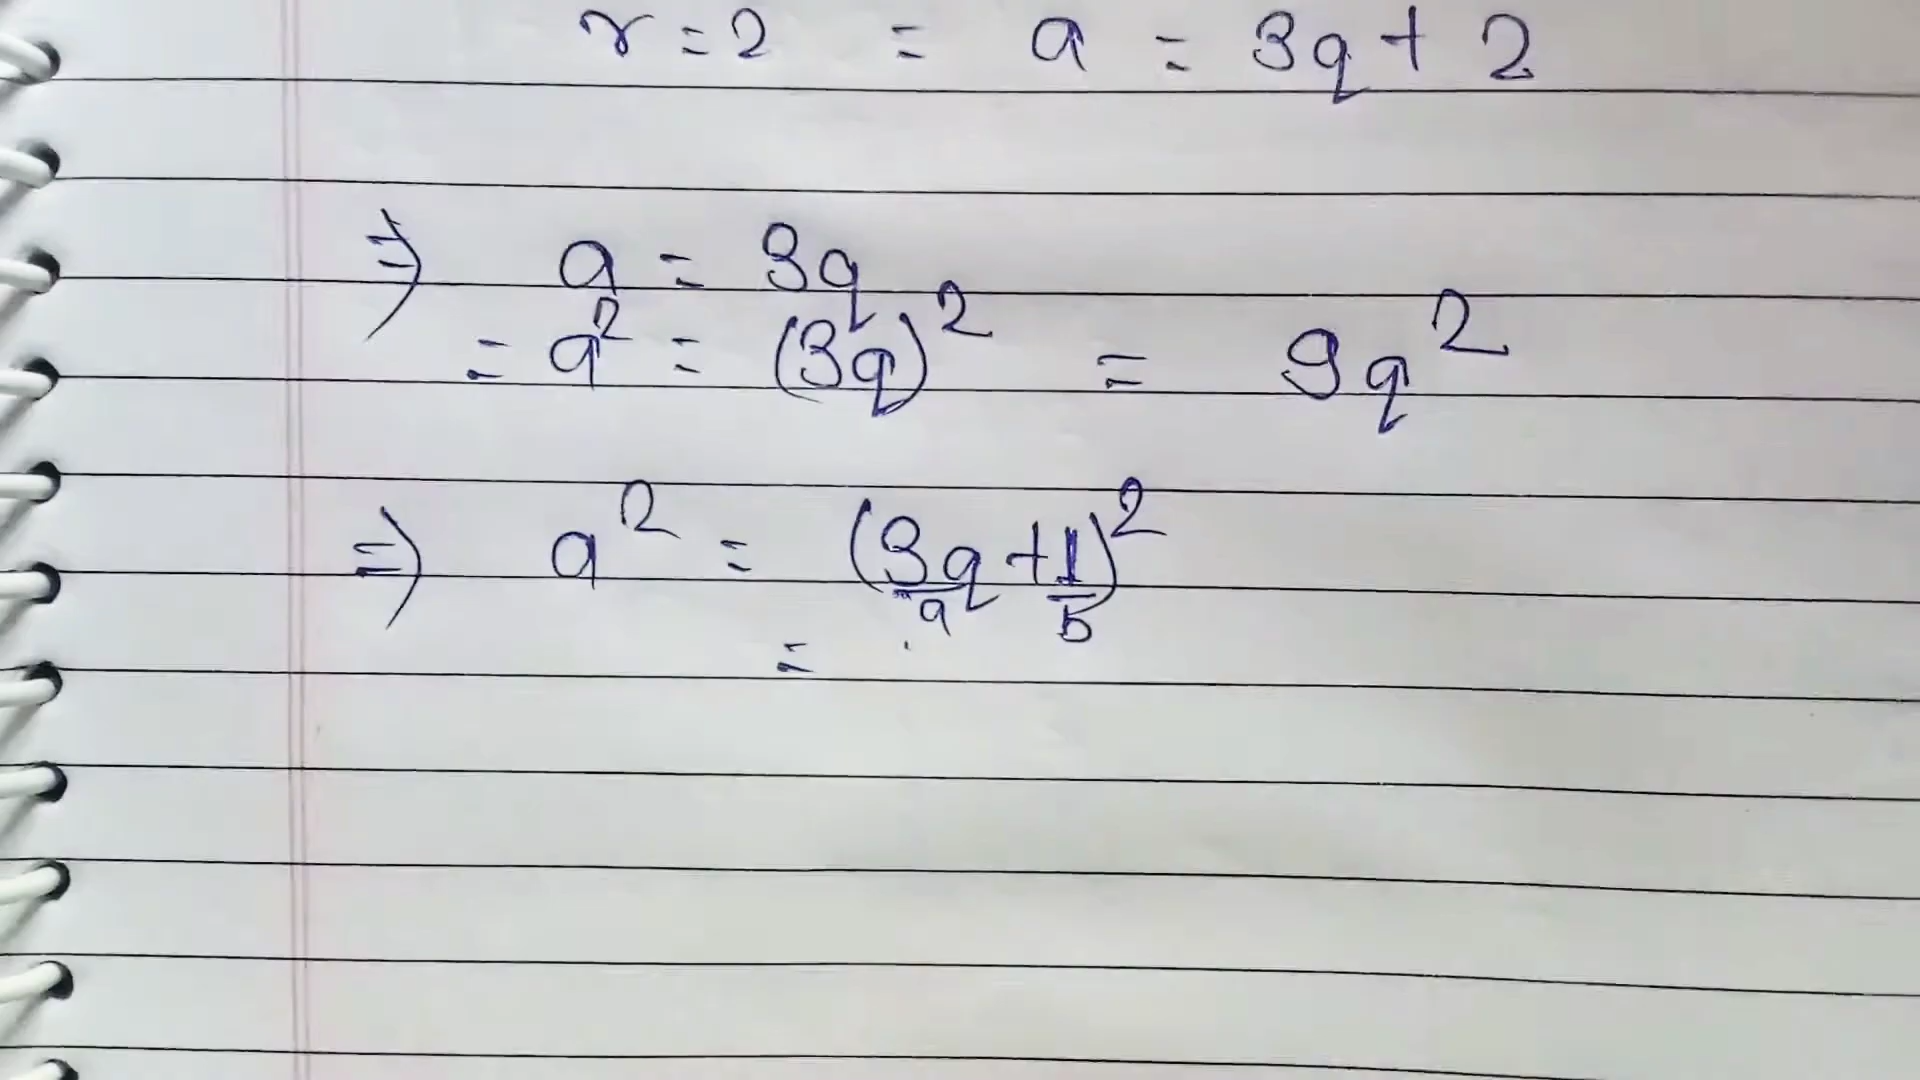 r = 2 = a = 3q + 2
⇒ a = 3q
= a² = (3q)² = 9q²
⇒ a² = (3q + 1)²
a b
=